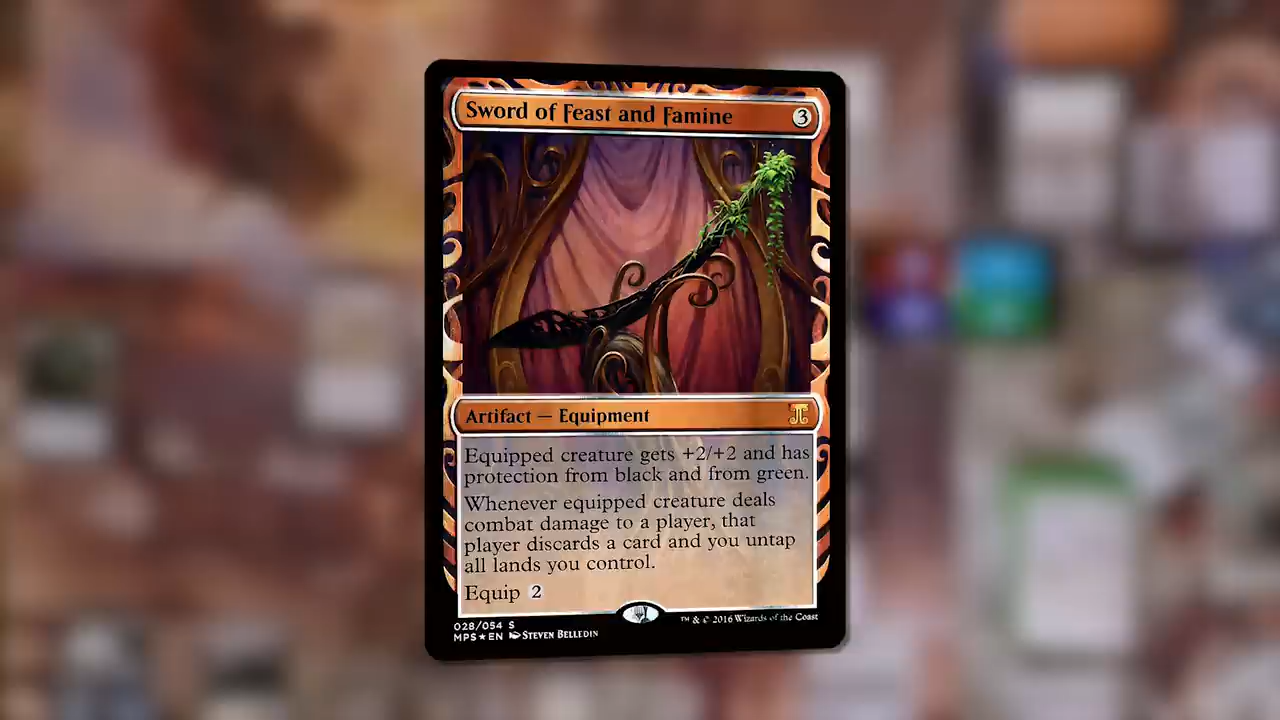 Sword of Feast and Famine 3
Artifact — Equipment
Equipped creature gets +2/+2 and has
protection from black and from green.
Whenever equipped creature deals
combat damage to a player, that
player discards a card and you untap
all lands you control.
Equip 2
028/054 S
MPS★EN Steven Belledin
™ & © 2016 Wizards of the Coast